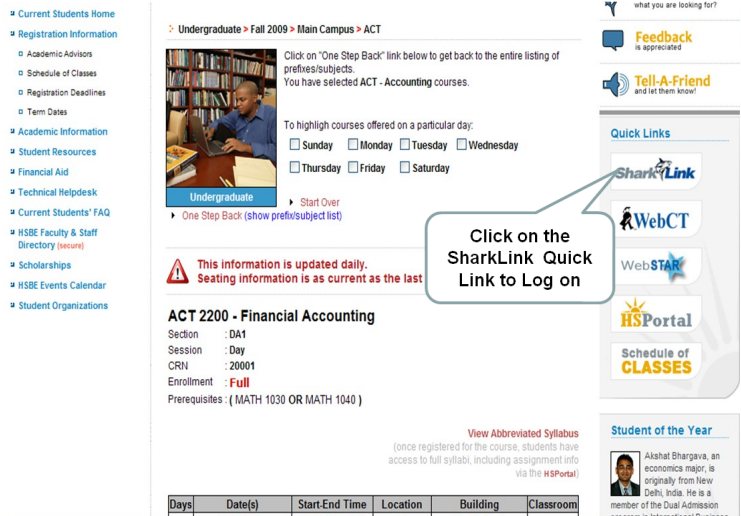 Current Students Home
Registration Information
Academic Advisors
Schedule of Classes
Registration Deadlines
Term Dates
Academic Information
Student Resources
Financial Aid
Technical Helpdesk
Current Students' FAQ
HSBE Faculty & Staff
Directory (secure)
Scholarships
HSBE Events Calendar
Student Organizations
Undergraduate > Fall 2009 > Main Campus > ACT
Click on "One Step Back" link below to get back to the entire listing of
prefixes/subjects.
You have selected ACT - Accounting courses.
To highligh courses offered on a particular day:
Sunday Monday Tuesday Wednesday
Thursday Friday Saturday
Undergraduate
Start Over
One Step Back (show prefix/subject list)
This information is updated daily.
Seating information is as current as the last
ACT 2200 - Financial Accounting
Section : DA1
Session : Day
CRN : 20001
Enrollment : Full
Prerequisites : ( MATH 1030 OR MATH 1040 )
View Abbreviated Syllabus
(once registered for the course, students have
access to full syllabi, including assignment info
via the HSPortal)
Days Date(s) Start-End Time Location Building Classroom
Click on the
SharkLink Quick
Link to Log on
what you are looking for?
Feedback
is appreciated
Tell-A-Friend
and let them know!
Quick Links
SharkLink
WebCT
WebSTAR
HSPortal
Schedule of
CLASSES
Student of the Year
Akshat Bhargava, an
economics major, is
originally from New
Delhi, India. He is a
member of the Dual Admission
program in International Business